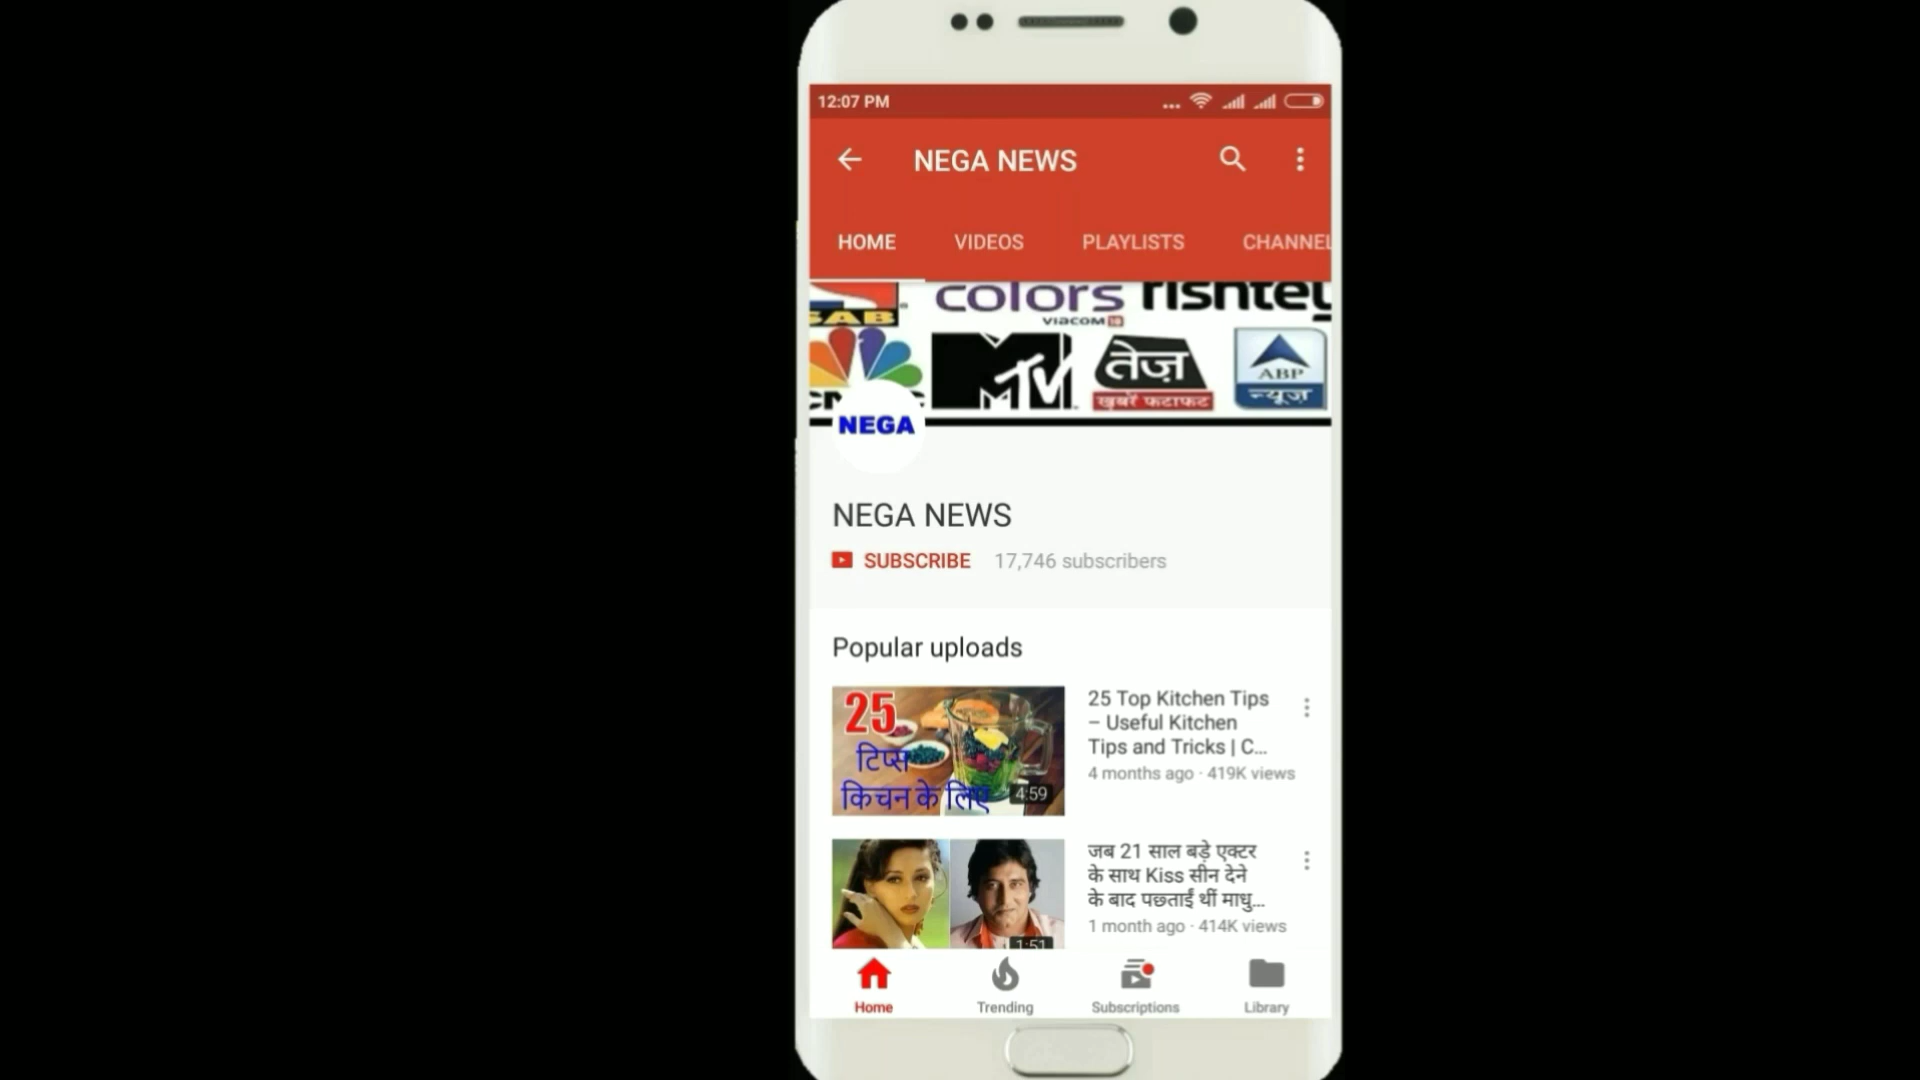 12:07 PM
NEGA NEWS
HOME VIDEOS PLAYLISTS CHANNEL
SAB colors rishtey
VIACOM 18
MTV तेज़ ABP
ख़बरें फटाफट न्यूज़
NEGA
NEGA NEWS
SUBSCRIBE 17,746 subscribers
Popular uploads
25
टिप्स
किचन के लिए
4:59
25 Top Kitchen Tips
– Useful Kitchen
Tips and Tricks | C...
4 months ago · 419K views
जब 21 साल बड़े एक्टर
के साथ Kiss सीन देने
के बाद पछताईं थीं माधु...
1 month ago · 414K views
1:51
Home Trending Subscriptions Library